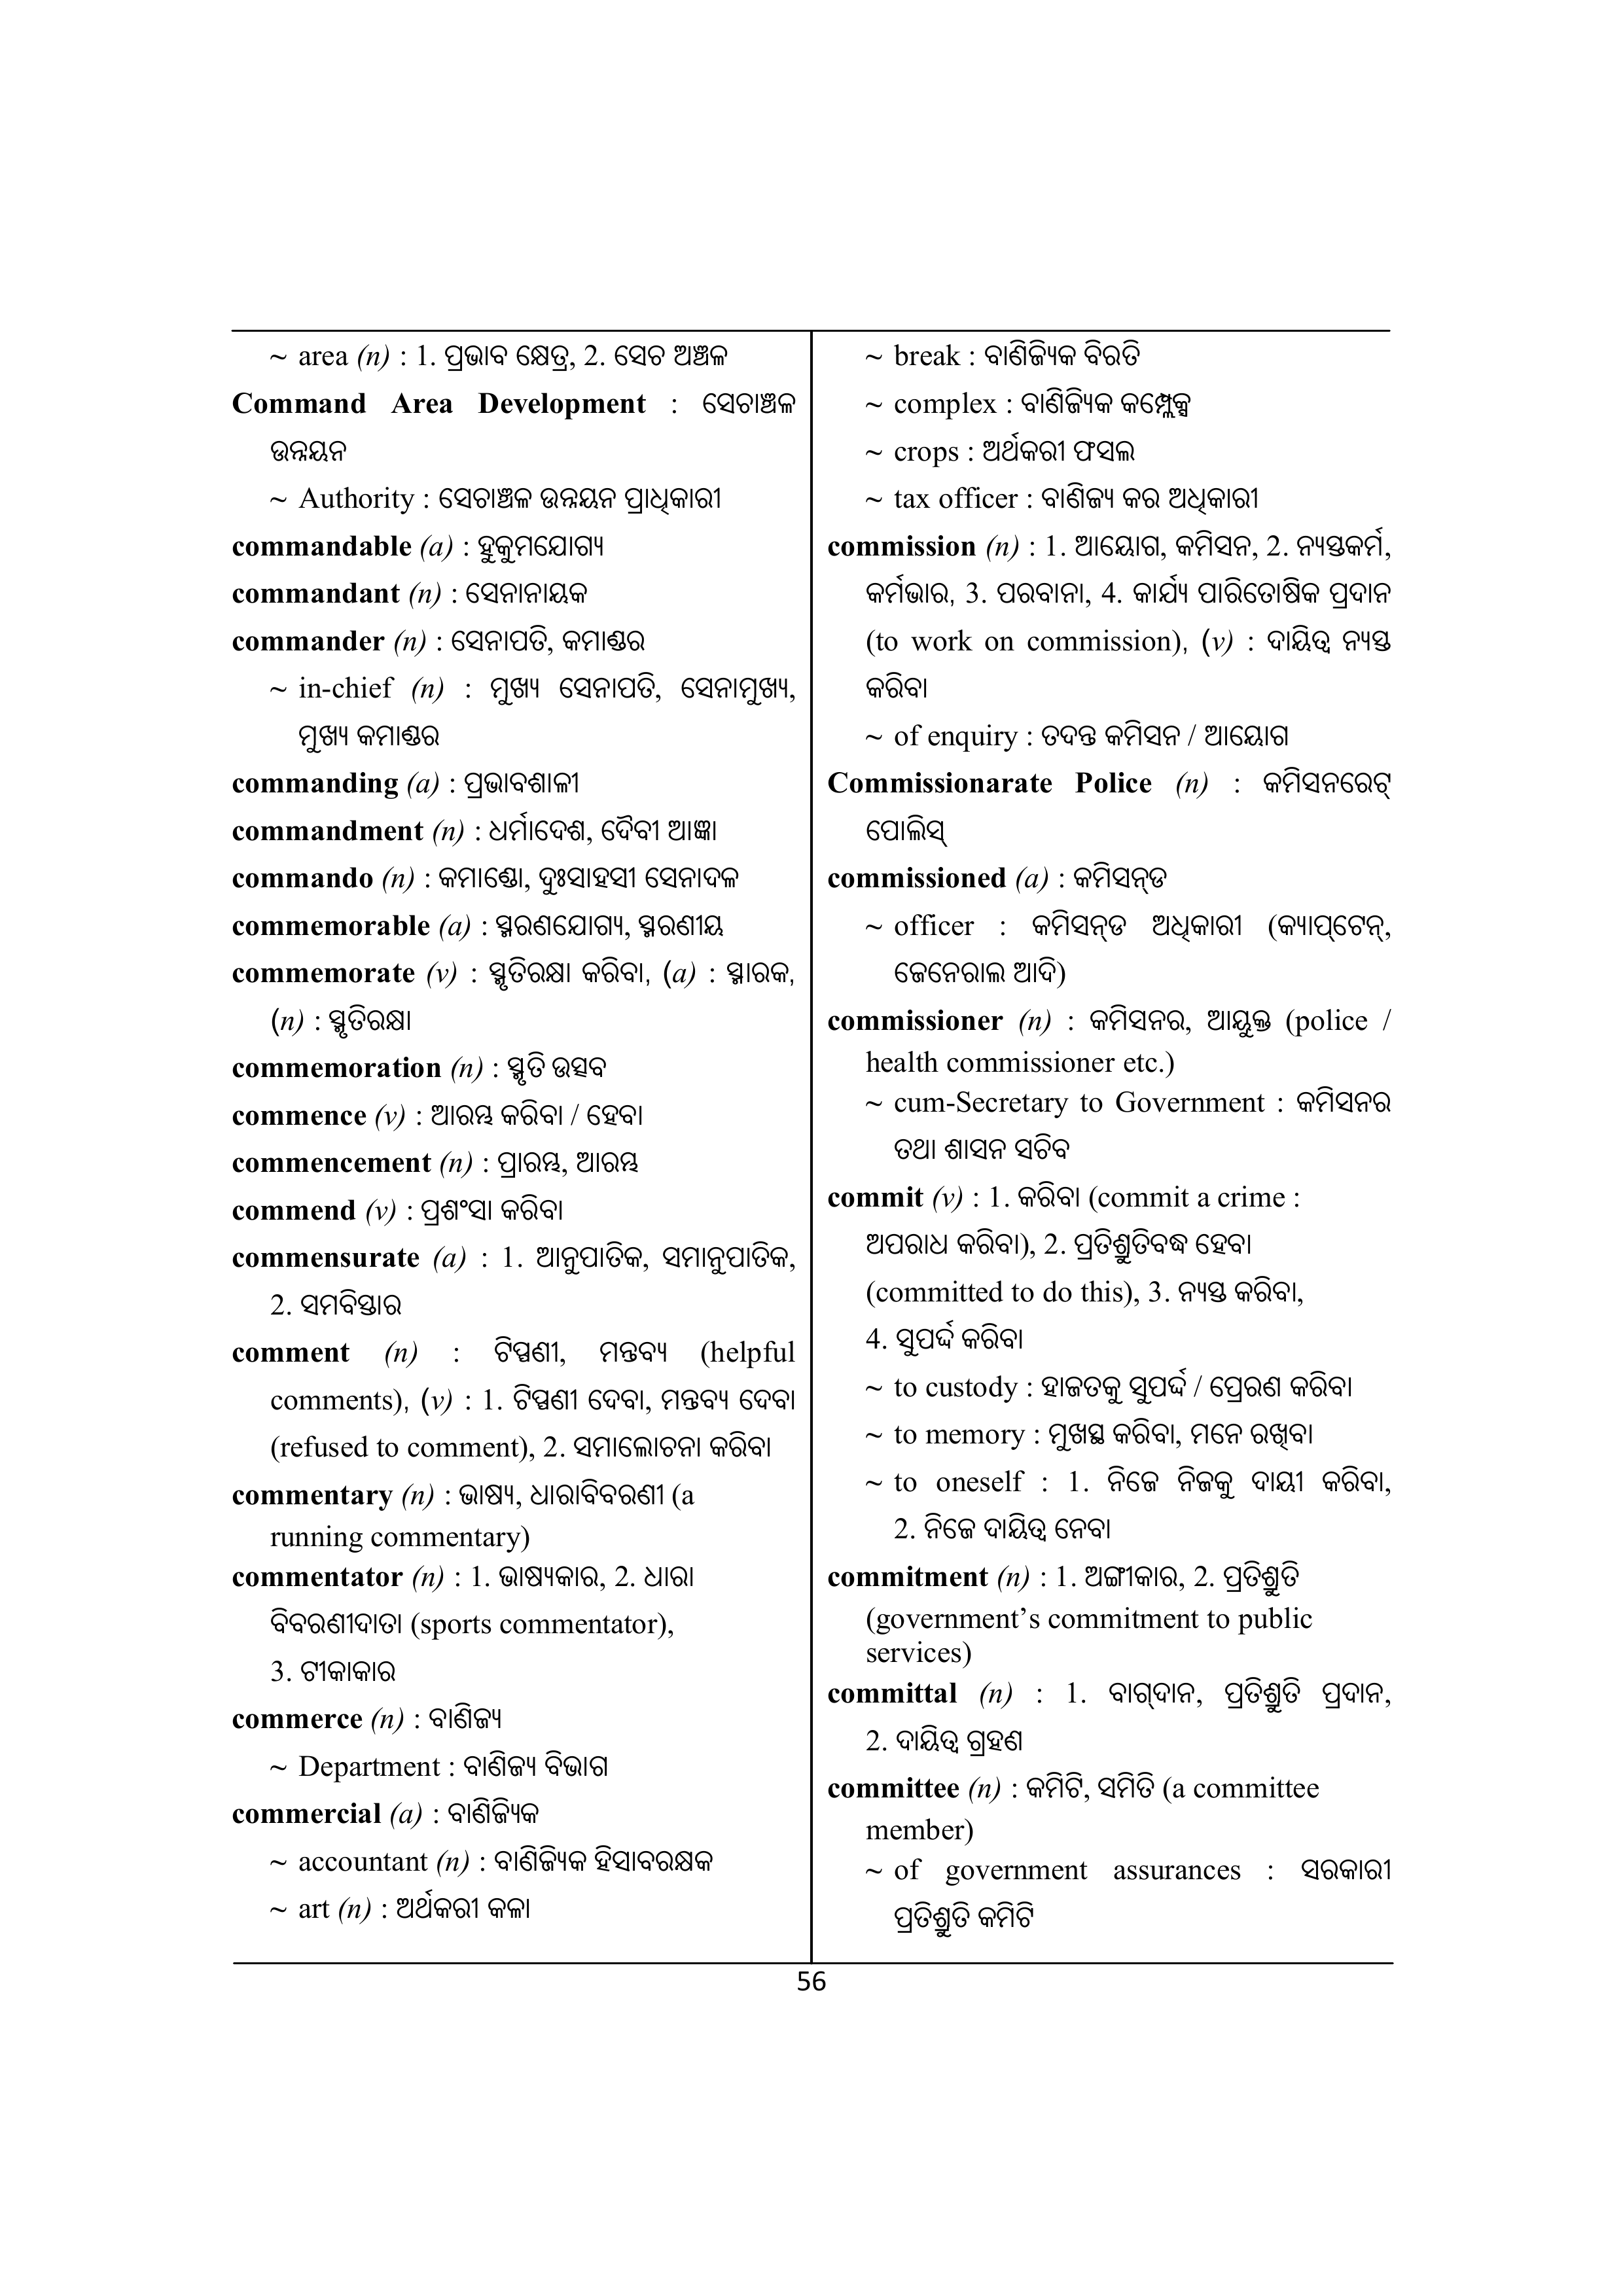 ~ area (n) : 1. ପ୍ରଭାବ କ୍ଷେତ୍ର, 2. ସେଚ ଅଞ୍ଚଳ
Command Area Development : ସେଚାଞ୍ଚଳ
ଉନ୍ନୟନ
~ Authority : ସେଚାଞ୍ଚଳ ଉନ୍ନୟନ ପ୍ରାଧିକାରୀ
commandable (a) : ହୁକୁମଯୋଗ୍ୟ
commandant (n) : ସେନାନାୟକ
commander (n) : ସେନାପତି, କମାଣ୍ଡର
~ in-chief (n) : ମୁଖ୍ୟ ସେନାପତି, ସେନାମୁଖ୍ୟ,
ମୁଖ୍ୟ କମାଣ୍ଡର
commanding (a) : ପ୍ରଭାବଶାଳୀ
commandment (n) : ଧର୍ମାଦେଶ, ଦୈବୀ ଆଜ୍ଞା
commando (n) : କମାଣ୍ଡୋ, ଦୁଃସାହସୀ ସେନାଦଳ
commemorable (a) : ସ୍ମରଣଯୋଗ୍ୟ, ସ୍ମରଣୀୟ
commemorate (v) : ସ୍ମୃତିରକ୍ଷା କରିବା, (a) : ସ୍ମାରକ,
(n) : ସ୍ମୃତିରକ୍ଷା
commemoration (n) : ସ୍ମୃତି ଉତ୍ସବ
commence (v) : ଆରମ୍ଭ କରିବା / ହେବା
commencement (n) : ପ୍ରାରମ୍ଭ, ଆରମ୍ଭ
commend (v) : ପ୍ରଶଂସା କରିବା
commensurate (a) : 1. ଆନୁପାତିକ, ସମାନୁପାତିକ,
2. ସମବିସ୍ତାର
comment (n) : ଟିପ୍ପଣୀ, ମନ୍ତବ୍ୟ (helpful
comments), (v) : 1. ଟିପ୍ପଣୀ ଦେବା, ମନ୍ତବ୍ୟ ଦେବା
(refused to comment), 2. ସମାଲୋଚନା କରିବା
commentary (n) : ଭାଷ୍ୟ, ଧାରାବିବରଣୀ (a
running commentary)
commentator (n) : 1. ଭାଷ୍ୟକାର, 2. ଧାରା
ବିବରଣୀଦାତା (sports commentator),
3. ଟୀକାକାର
commerce (n) : ବାଣିଜ୍ୟ
~ Department : ବାଣିଜ୍ୟ ବିଭାଗ
commercial (a) : ବାଣିଜ୍ୟିକ
~ accountant (n) : ବାଣିଜ୍ୟିକ ହିସାବରକ୍ଷକ
~ art (n) : ଅର୍ଥକରୀ କଳା
~ break : ବାଣିଜ୍ୟିକ ବିରତି
~ complex : ବାଣିଜ୍ୟିକ କମ୍ପ୍ଲେକ୍ସ
~ crops : ଅର୍ଥକରୀ ଫସଲ
~ tax officer : ବାଣିଜ୍ୟ କର ଅଧିକାରୀ
commission (n) : 1. ଆୟୋଗ, କମିସନ, 2. ନ୍ୟସ୍ତକର୍ମ,
କର୍ମଭାର, 3. ପରବାନା, 4. କାର୍ଯ୍ୟ ପାରିତୋଷିକ ପ୍ରଦାନ
(to work on commission), (v) : ଦାୟିତ୍ୱ ନ୍ୟସ୍ତ
କରିବା
~ of enquiry : ତଦନ୍ତ କମିସନ / ଆୟୋଗ
Commissionarate Police (n) : କମିସନରେଟ୍
ପୋଲିସ୍
commissioned (a) : କମିସନ୍‌ଡ
~ officer : କମିସନ୍‌ଡ ଅଧିକାରୀ (କ୍ୟାପ୍‌ଟେନ୍,
ଜେନେରାଲ ଆଦି)
commissioner (n) : କମିସନର, ଆୟୁକ୍ତ (police /
health commissioner etc.)
~ cum-Secretary to Government : କମିସନର
ତଥା ଶାସନ ସଚିବ
commit (v) : 1. କରିବା (commit a crime :
ଅପରାଧ କରିବା), 2. ପ୍ରତିଶ୍ରୁତିବଦ୍ଧ ହେବା
(committed to do this), 3. ନ୍ୟସ୍ତ କରିବା,
4. ସୁପର୍ଦ୍ଦ କରିବା
~ to custody : ହାଜତକୁ ସୁପର୍ଦ୍ଦ / ପ୍ରେରଣ କରିବା
~ to memory : ମୁଖସ୍ଥ କରିବା, ମନେ ରଖିବା
~ to oneself : 1. ନିଜେ ନିଜକୁ ଦାୟୀ କରିବା,
2. ନିଜେ ଦାୟିତ୍ୱ ନେବା
commitment (n) : 1. ଅଙ୍ଗୀକାର, 2. ପ୍ରତିଶ୍ରୁତି
(government’s commitment to public
services)
committal (n) : 1. ବାଗ୍‌ଦାନ, ପ୍ରତିଶ୍ରୁତି ପ୍ରଦାନ,
2. ଦାୟିତ୍ୱ ଗ୍ରହଣ
committee (n) : କମିଟି, ସମିତି (a committee
member)
~ of government assurances : ସରକାରୀ
ପ୍ରତିଶ୍ରୁତି କମିଟି
56